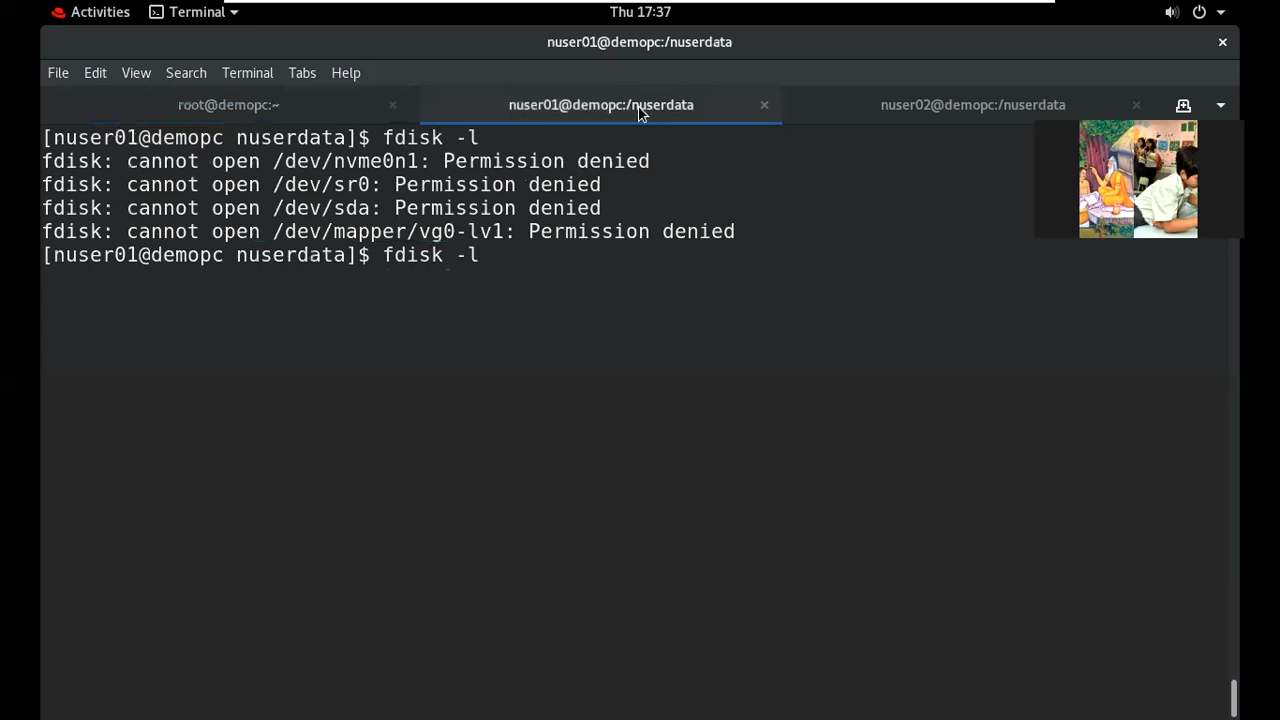 Activities Terminal Thu 17:37
nuser01@demopc:/nuserdata ×
File Edit View Search Terminal Tabs Help
root@demopc:~ × nuser01@demopc:/nuserdata × nuser02@demopc:/nuserdata ×
[nuser01@demopc nuserdata]$ fdisk -l
fdisk: cannot open /dev/nvme0n1: Permission denied
fdisk: cannot open /dev/sr0: Permission denied
fdisk: cannot open /dev/sda: Permission denied
fdisk: cannot open /dev/mapper/vg0-lv1: Permission denied
[nuser01@demopc nuserdata]$ fdisk -l